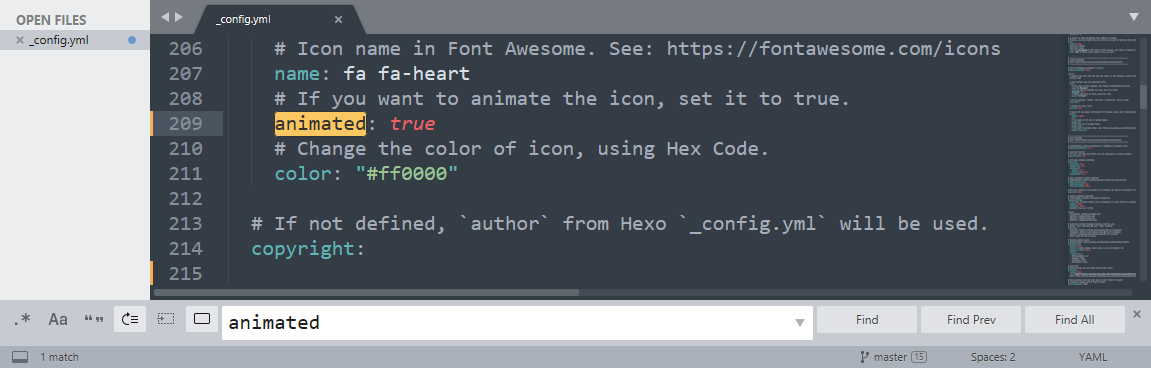 OPEN FILES
_config.yml
_config.yml
206 # Icon name in Font Awesome. See: https://fontawesome.com/icons
207 name: fa fa-heart
208 # If you want to animate the icon, set it to true.
209 animated: true
210 # Change the color of icon, using Hex Code.
211 color: "#ff0000"
212
213 # If not defined, `author` from Hexo `_config.yml` will be used.
214 copyright:
215
.* Aa “”
animated
Find
Find Prev
Find All
1 match
master 15
Spaces: 2
YAML